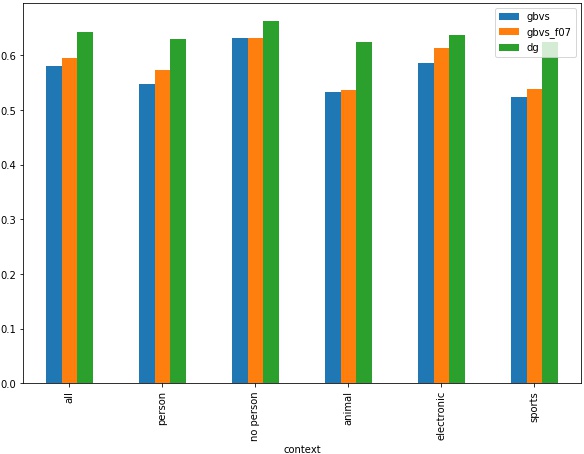 gbvs
gbvs_f07
dg
0.6
0.5
0.4
0.3
0.2
0.1
0.0
all
person
no person
animal
electronic
sports
context